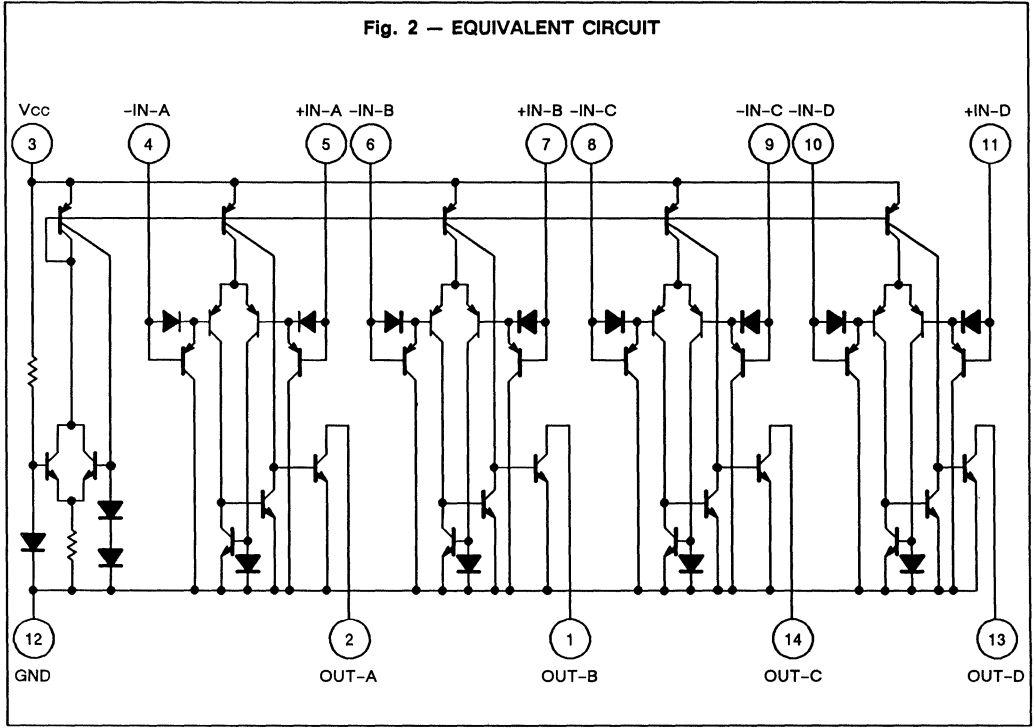 Fig. 2 — EQUIVALENT CIRCUIT
VCC -IN-A +IN-A -IN-B +IN-B -IN-C -IN-C -IN-D +IN-D
3 4 5 6 7 8 9 10 11
12 2 1 14 13
GND OUT-A OUT-B OUT-C OUT-D